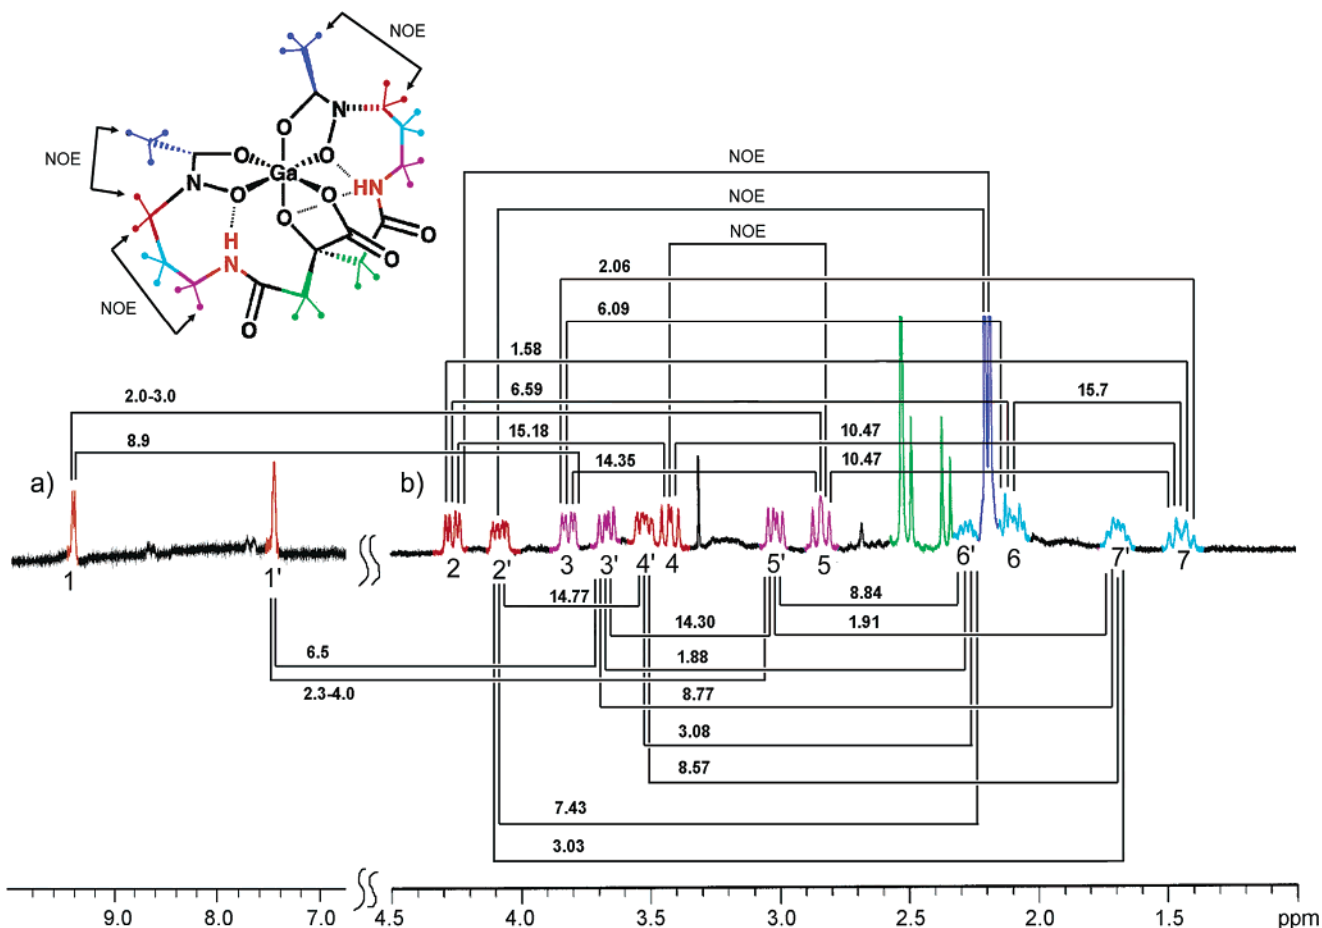 NOE
N
O
O
O
NOE
Ga
HN
N
O
O
O
O
H
N
O
NOE
O
NOE
NOE
NOE
2.06
6.09
1.58
2.0-3.0
6.59
15.7
15.18
10.47
8.9
14.35
10.47
a)
b)
1
1'
2
2'
3
3'
4'
4
5'
5
6'
6
7'
7
14.77
8.84
14.30
1.91
6.5
1.88
2.3-4.0
8.77
3.08
8.57
7.43
3.03
9.0 8.0 7.0 4.5 4.0 3.5 3.0 2.5 2.0 1.5 ppm